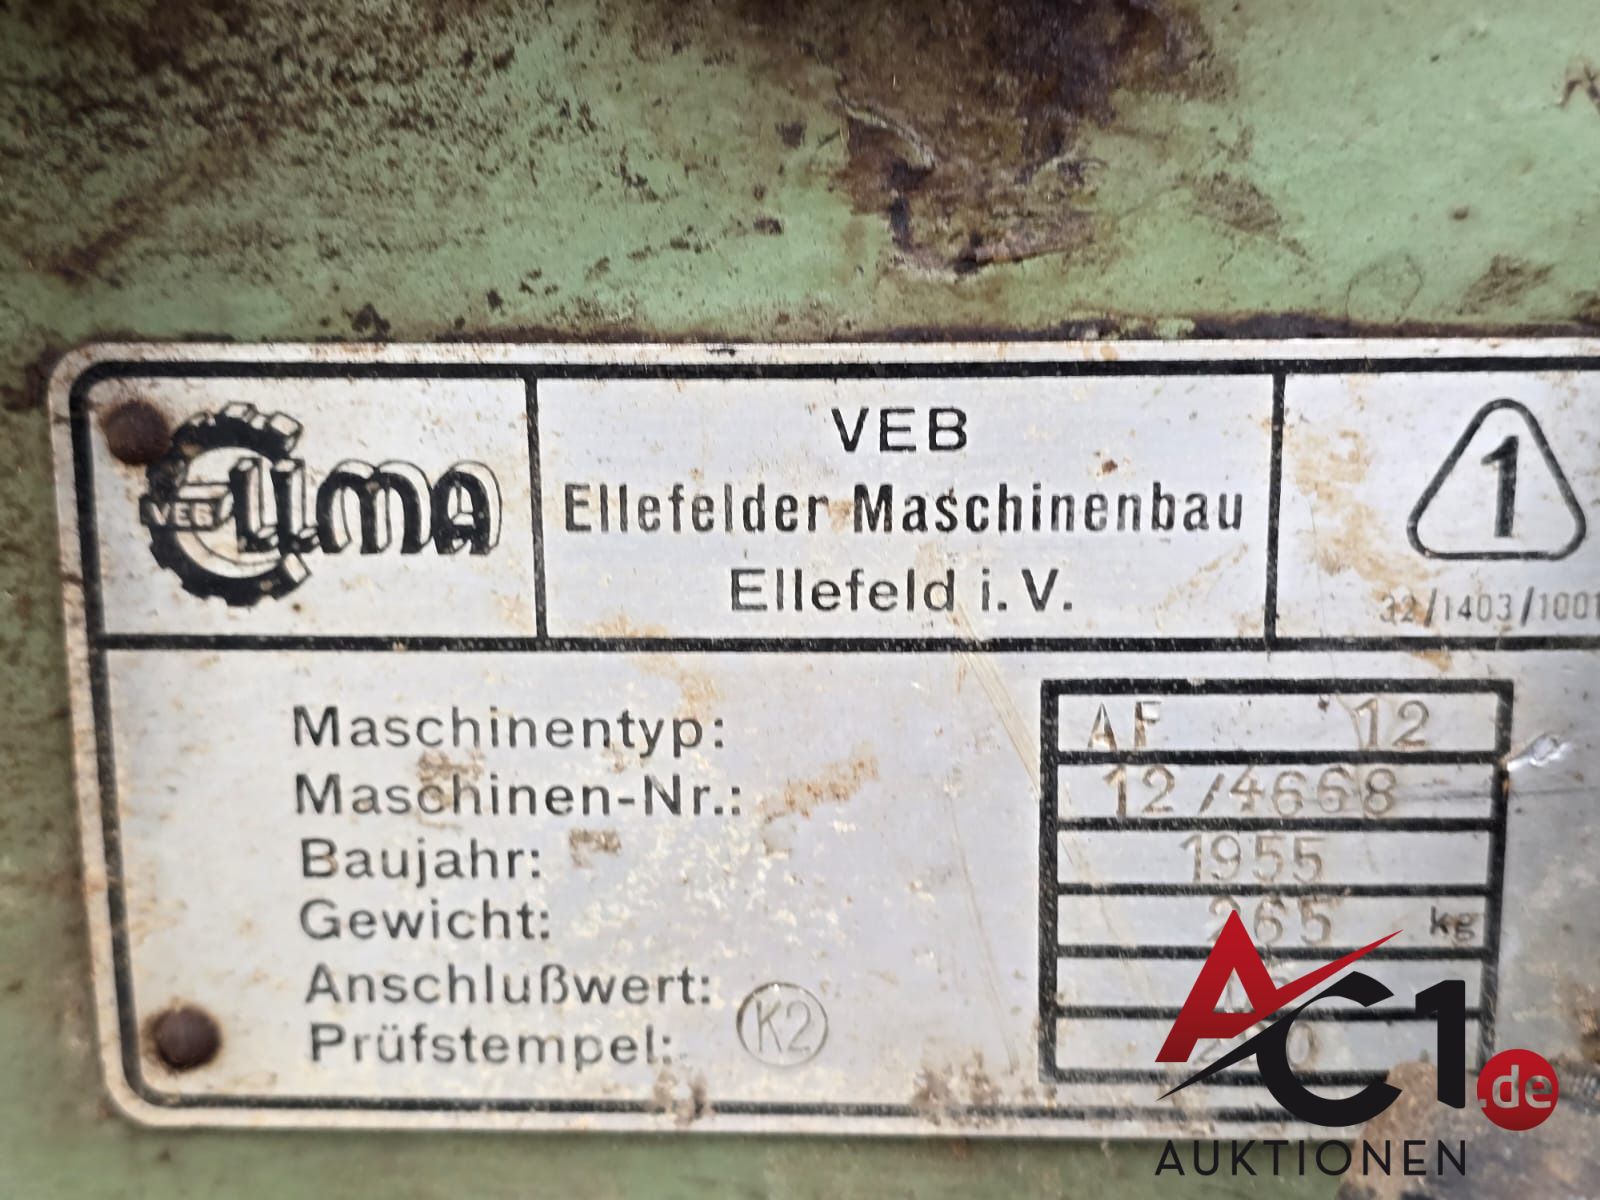 VEB ELLMA
VEB
Ellefelder Maschinenbau
Ellefeld i. V.
1
32/1403/1001
Maschinentyp: AF 12
Maschinen-Nr.: 12/4668
Baujahr: 1955
Gewicht: 265 kg
Anschlußwert:
Prüfstempel: K2
AC1.de
AUKTIONEN